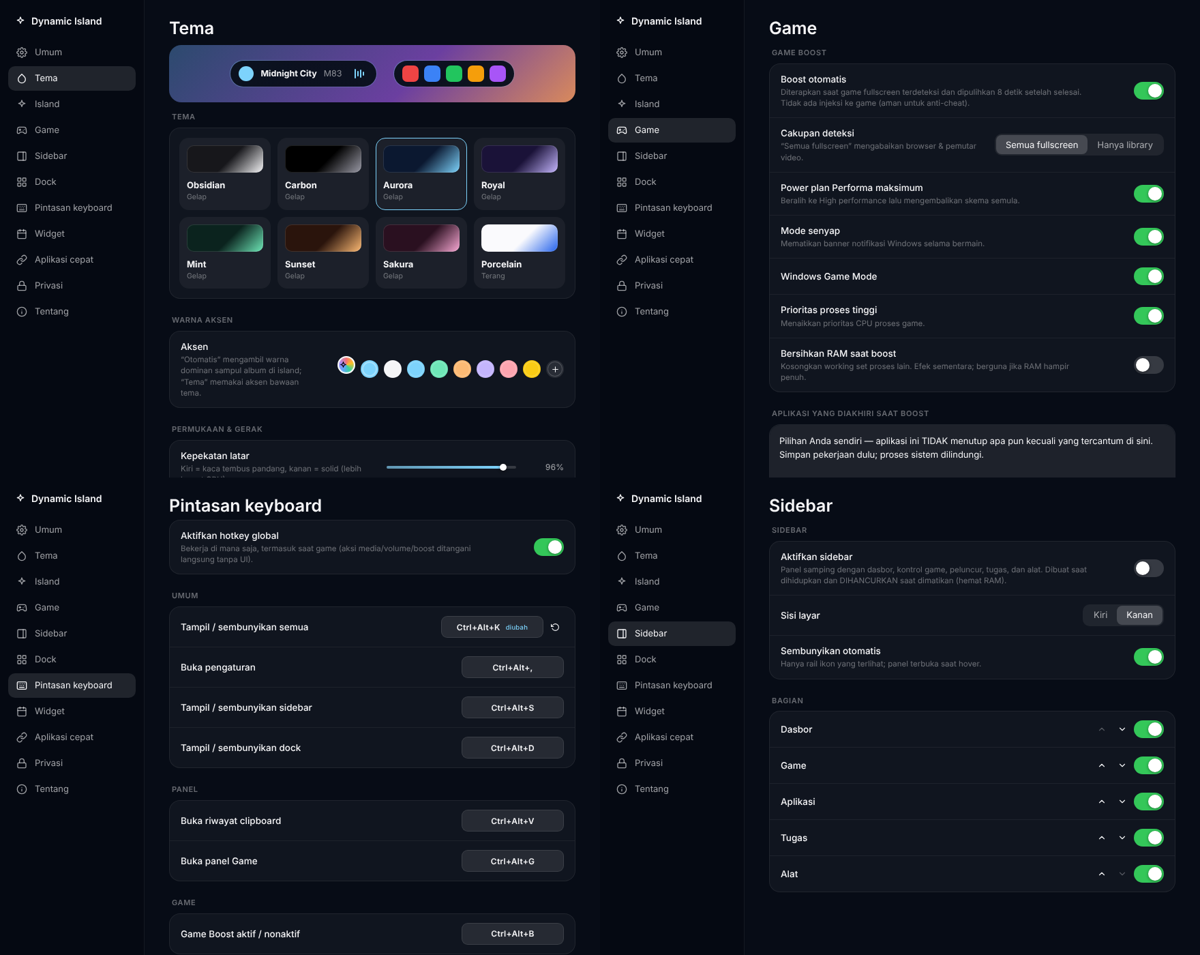 Dynamic Island
Umum
Tema
Island
Game
Sidebar
Dock
Pintasan keyboard
Widget
Aplikasi cepat
Privasi
Tentang
Tema
Midnight City M83
TEMA
Obsidian
Gelap
Carbon
Gelap
Aurora
Gelap
Royal
Gelap
Mint
Gelap
Sunset
Gelap
Sakura
Gelap
Porcelain
Terang
WARNA AKSEN
Aksen
"Otomatis" mengambil warna
dominan sampul album di island;
"Tema" memakai aksen bawaan
tema.
PERMUKAAN & GERAK
Kepekatan latar
Kiri = kaca tembus pandang, kanan = solid (lebih
96%
Dynamic Island
Umum
Tema
Island
Game
Sidebar
Dock
Pintasan keyboard
Widget
Aplikasi cepat
Privasi
Tentang
Game
GAME BOOST
Boost otomatis
Diterapkan saat game fullscreen terdeteksi dan dipulihkan 8 detik setelah selesai.
Tidak ada injeksi ke game (aman untuk anti-cheat).
Cakupan deteksi
"Semua fullscreen" mengabaikan browser & pemutar
video.
Semua fullscreen
Hanya library
Power plan Performa maksimum
Beralih ke High performance lalu mengembalikan skema semula.
Mode senyap
Mematikan banner notifikasi Windows selama bermain.
Windows Game Mode
Prioritas proses tinggi
Menaikkan prioritas CPU proses game.
Bersihkan RAM saat boost
Kosongkan working set proses lain. Efek sementara; berguna jika RAM hampir
penuh.
APLIKASI YANG DIAKHIRI SAAT BOOST
Pilihan Anda sendiri — aplikasi ini TIDAK menutup apa pun kecuali yang tercantum di sini.
Simpan pekerjaan dulu; proses sistem dilindungi.
Dynamic Island
Umum
Tema
Island
Game
Sidebar
Dock
Pintasan keyboard
Widget
Aplikasi cepat
Privasi
Tentang
Pintasan keyboard
Aktifkan hotkey global
Bekerja di mana saja, termasuk saat game (aksi media/volume/boost ditangani
langsung tanpa UI).
UMUM
Tampil / sembunyikan semua
Ctrl+Alt+K diubah
Buka pengaturan
Ctrl+Alt+,
Tampil / sembunyikan sidebar
Ctrl+Alt+S
Tampil / sembunyikan dock
Ctrl+Alt+D
PANEL
Buka riwayat clipboard
Ctrl+Alt+V
Buka panel Game
Ctrl+Alt+G
GAME
Game Boost aktif / nonaktif
Ctrl+Alt+B
Dynamic Island
Umum
Tema
Island
Game
Sidebar
Dock
Pintasan keyboard
Widget
Aplikasi cepat
Privasi
Tentang
Sidebar
SIDEBAR
Aktifkan sidebar
Panel samping dengan dasbor, kontrol game, peluncur, tugas, dan alat. Dibuat saat
dihidupkan dan DIHANCURKAN saat dimatikan (hemat RAM).
Sisi layar
Kiri
Kanan
Sembunyikan otomatis
Hanya rail ikon yang terlihat; panel terbuka saat hover.
BAGIAN
Dasbor
Game
Aplikasi
Tugas
Alat